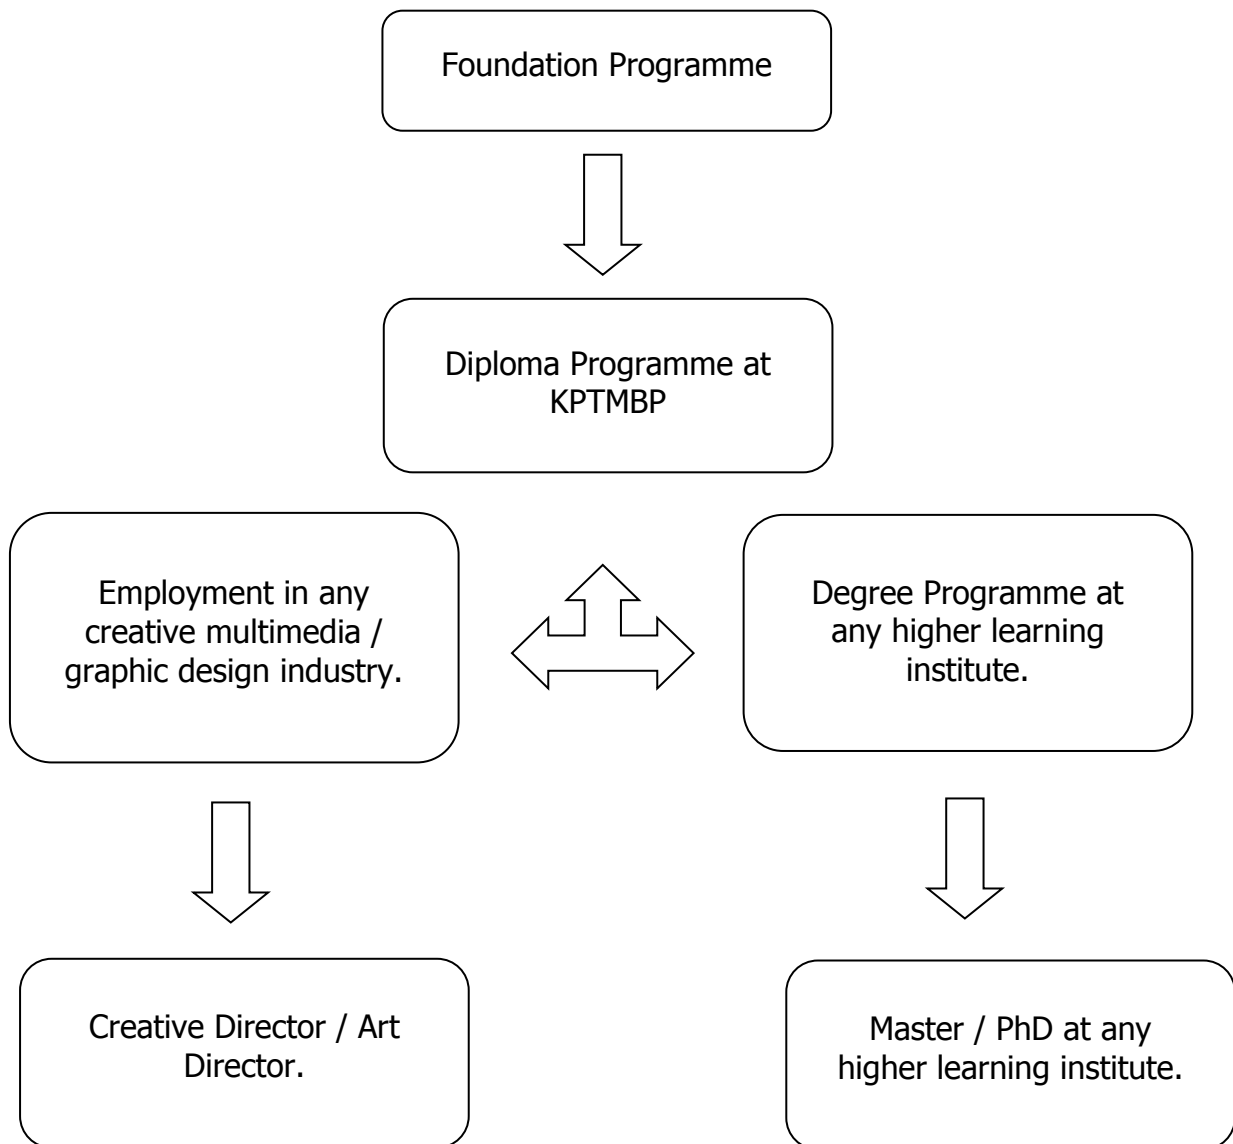 Foundation Programme
Diploma Programme at
KPTMBP
Employment in any
creative multimedia /
graphic design industry.
Degree Programme at
any higher learning
institute.
Creative Director / Art
Director.
Master / PhD at any
higher learning institute.